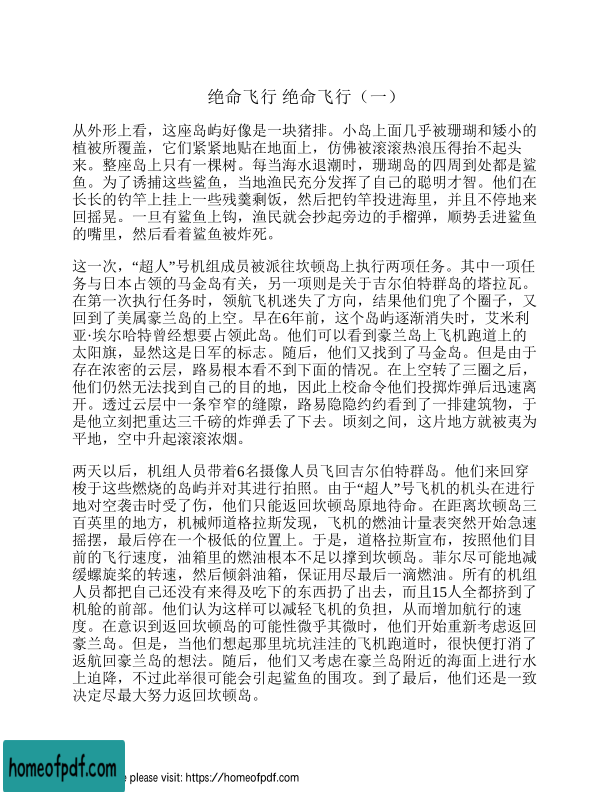 绝命飞行 绝命飞行（一）
从外形上看，这座岛屿好像是一块猪排。小岛上面几乎被珊瑚和矮小的
植被所覆盖，它们紧紧地贴在地面上，仿佛被滚滚热浪压得抬不起头
来。整座岛上只有一棵树。每当海水退潮时，珊瑚岛的四周到处都是鲨
鱼。为了诱捕这些鲨鱼，当地渔民充分发挥了自己的聪明才智。他们在
长长的钓竿上挂上一些残羹剩饭，然后把钓竿投进海里，并且不停地来
回摇晃。一旦有鲨鱼上钩，渔民就会抄起旁边的手榴弹，顺势丢进鲨鱼
的嘴里，然后看着鲨鱼被炸死。
这一次，“超人”号机组成员被派往坎顿岛上执行两项任务。其中一项任
务与日本占领的马金岛有关，另一项则是关于吉尔伯特群岛的塔拉瓦。
在第一次执行任务时，领航飞机迷失了方向，结果他们兜了个圈子，又
回到了美属豪兰岛的上空。早在6年前，这个岛屿逐渐消失时，艾米利
亚·埃尔哈特曾经想要占领此岛。他们可以看到豪兰岛上飞机跑道上的
太阳旗，显然这是日军的标志。随后，他们又找到了马金岛。但是由于
存在浓密的云层，路易根本看不到下面的情况。在上空转了三圈之后，
他们仍然无法找到自己的目的地，因此上校命令他们投掷炸弹后迅速离
开。透过云层中一条窄窄的缝隙，路易隐隐约约看到了一排建筑物，于
是他立刻把重达三千磅的炸弹丢了下去。顷刻之间，这片地方就被夷为
平地，空中升起滚滚浓烟。
两天以后，机组人员带着6名摄像人员飞回吉尔伯特群岛。他们来回穿
梭于这些燃烧的岛屿并对其进行拍照。由于“超人”号飞机的机头在进行
地对空袭击时受了伤，他们只能返回坎顿岛原地待命。在距离坎顿岛三
百英里的地方，机械师道格拉斯发现，飞机的燃油计量表突然开始急速
摇摆，最后停在一个极低的位置上。于是，道格拉斯宣布，按照他们目
前的飞行速度，油箱里的燃油根本不足以撑到坎顿岛。菲尔尽可能地减
缓螺旋桨的转速，然后倾斜油箱，保证用尽最后一滴燃油。所有的机组
人员都把自己还没有来得及吃下的东西扔了出去，而且15人全都挤到了
机舱的前部。他们认为这样可以减轻飞机的负担，从而增加航行的速
度。在意识到返回坎顿岛的可能性微乎其微时，他们开始重新考虑返回
豪兰岛。但是，当他们想起那里坑坑洼洼的飞机跑道时，很快便打消了
返航回豪兰岛的想法。随后，他们又考虑在豪兰岛附近的海面上进行水
上迫降，不过此举很可能会引起鲨鱼的围攻。到了最后，他们还是一致
决定尽最大努力返回坎顿岛。
homeofpdf.com
e please visit: https://homeofpdf.com